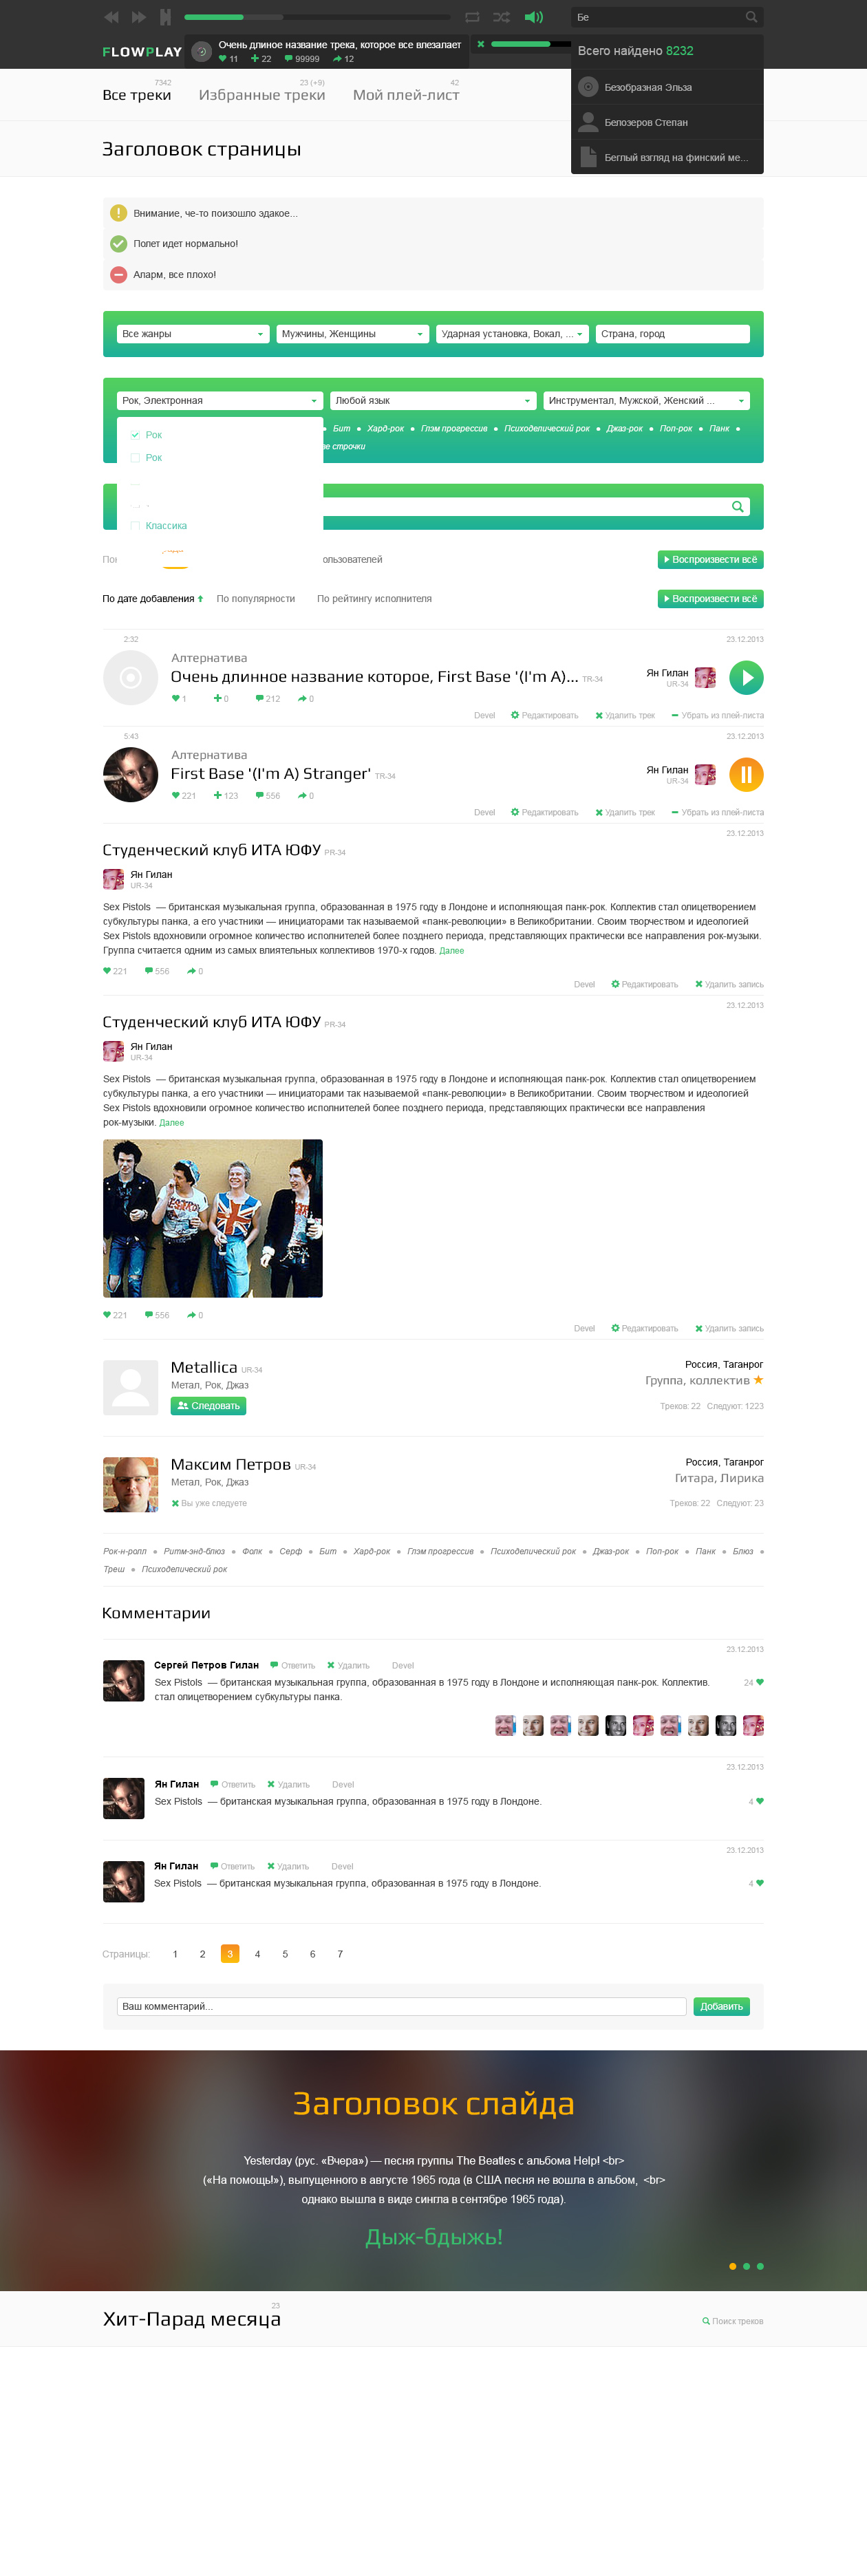 Бе
FLOWPLAY
Очень длиное название трека, которое все влезалает
11 22 99999 12
Всего найдено 8232
Безобразная Эльза
Белозеров Степан
Беглый взгляд на финский ме...
7342 23 (+9) 42
Все треки Избранные треки Мой плей-лист
Заголовок страницы
Внимание, че-то поизошло эдакое...
Полет идет нормально!
Аларм, все плохо!
Все жанры Мужчины, Женщины Ударная установка, Вокал, ... Страна, город
Рок, Электронная Любой язык Инструментал, Мужской, Женский ...
Бит Хард-рок Глэм прогрессив Психоделический рок Джаз-рок Поп-рок Панк
строчки
Рок
Рок
Классика
Воспроизвести всё
По дате добавления По популярности По рейтингу исполнителя Воспроизвести всё
2:32 23.12.2013
Алтернатива
Очень длинное название которое, First Base '(I'm A)... TR-34
Ян Гилан
UR-34
1 0 212 0
Devel Редактировать Удалить трек Убрать из плей-листа
5:43 23.12.2013
Алтернатива
First Base '(I'm A) Stranger' TR-34
Ян Гилан
UR-34
221 123 556 0
Devel Редактировать Удалить трек Убрать из плей-листа
23.12.2013
Студенческий клуб ИТА ЮФУ PR-34
Ян Гилан
UR-34
Sex Pistols — британская музыкальная группа, образованная в 1975 году в Лондоне и исполняющая панк-рок. Коллектив стал олицетворением
субкультуры панка, а его участники — инициаторами так называемой «панк-революции» в Великобритании. Своим творчеством и идеологией
Sex Pistols вдохновили огромное количество исполнителей более позднего периода, представляющих практически все направления рок-музыки.
Группа считается одним из самых влиятельных коллективов 1970-х годов. Далее
221 556 0
Devel Редактировать Удалить запись
23.12.2013
Студенческий клуб ИТА ЮФУ PR-34
Ян Гилан
UR-34
Sex Pistols — британская музыкальная группа, образованная в 1975 году в Лондоне и исполняющая панк-рок. Коллектив стал олицетворением
субкультуры панка, а его участники — инициаторами так называемой «панк-революции» в Великобритании. Своим творчеством и идеологией
Sex Pistols вдохновили огромное количество исполнителей более позднего периода, представляющих практически все направления
рок-музыки. Далее
221 556 0
Devel Редактировать Удалить запись
Metallica UR-34
Метал, Рок, Джаз
Следовать
Россия, Таганрог
Группа, коллектив
Треков: 22 Следуют: 1223
Максим Петров UR-34
Метал, Рок, Джаз
Вы уже следуете
Россия, Таганрог
Гитара, Лирика
Треков: 22 Следуют: 23
Рок-н-ролл Ритм-энд-блюз Фолк Серф Бит Хард-рок Глэм прогрессив Психоделический рок Джаз-рок Поп-рок Панк Блюз
Треш Психоделический рок
Комментарии
23.12.2013
Сергей Петров Гилан Ответить Удалить Devel
Sex Pistols — британская музыкальная группа, образованная в 1975 году в Лондоне и исполняющая панк-рок. Коллектив. 24
стал олицетворением субкультуры панка.
23.12.2013
Ян Гилан Ответить Удалить Devel
Sex Pistols — британская музыкальная группа, образованная в 1975 году в Лондоне. 4
23.12.2013
Ян Гилан Ответить Удалить Devel
Sex Pistols — британская музыкальная группа, образованная в 1975 году в Лондоне. 4
Страницы: 1 2 3 4 5 6 7
Ваш комментарий... Добавить
Заголовок слайда
Yesterday (рус. «Вчера») — песня группы The Beatles с альбома Help! <br>
(«На помощь!»), выпущенного в августе 1965 года (в США песня не вошла в альбом, <br>
однако вышла в виде сингла в сентябре 1965 года).
Дыж-бдыжь!
23
Хит-Парад месяца Поиск треков